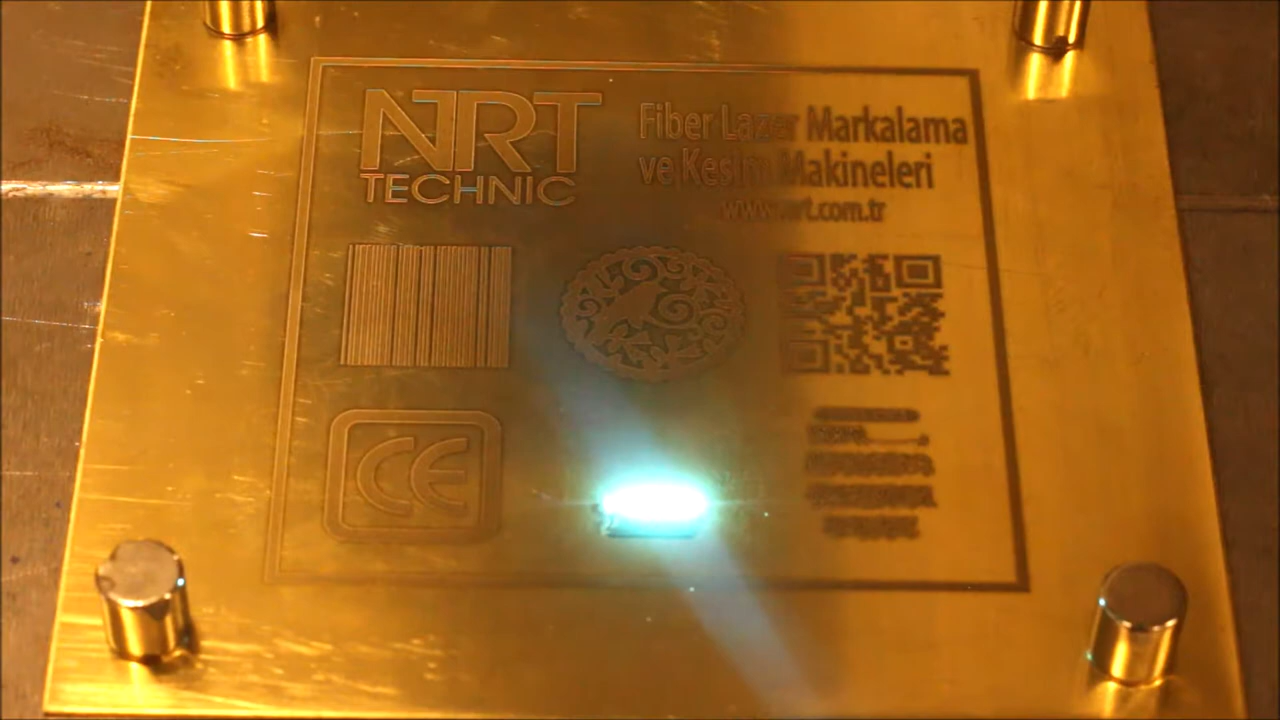 NRT
TECHNIC
Fiber Lazer Markalama
ve Kesim Makineleri
www.nrt.com.tr
CE